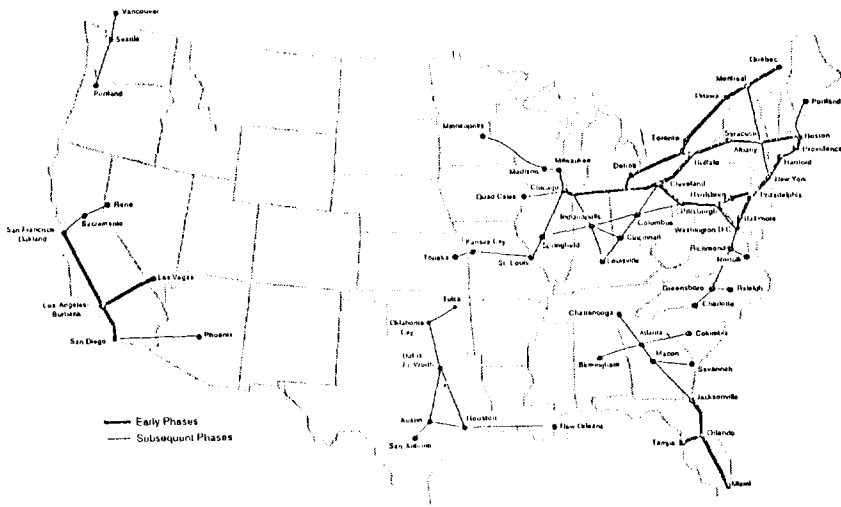 Vancouver
Seattle
Portland
Québec
Montreal
Ottawa
Portland
Minneapolis
Toronto
Syracuse
Boston
Albany
Providence
Milwaukee
Detroit
Buffalo
Hartford
Madison
New York
Chicago
Cleveland
Reno
Quad Cities
Philadelphia
Pittsburgh
Sacramento
Indianapolis
Columbus
Baltimore
Washington D.C.
San Francisco
Oakland
Cincinnati
Kansas City
Springfield
Richmond
Topeka
St. Louis
Louisville
Norfolk
Las Vegas
Greensboro
Raleigh
Los Angeles-
Burbank
Tulsa
Charlotte
Chattanooga
Oklahoma
City
Atlanta
Columbia
San Diego
Phoenix
Macon
Dallas
Ft. Worth
Birmingham
Savannah
Jacksonville
Early Phases
Austin
Houston
New Orleans
Orlando
Subsequent Phases
Tampa
San Antonio
Miami